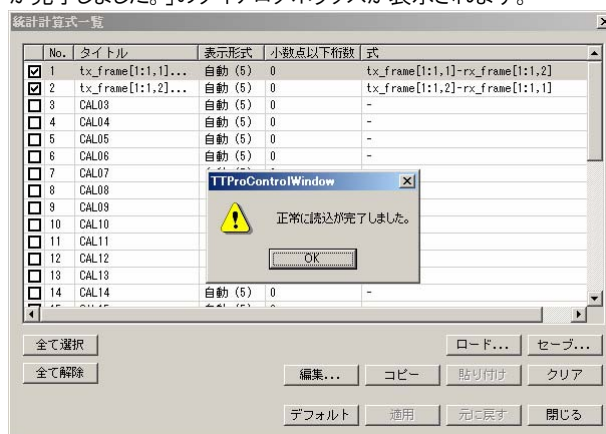 が完了しました。」のダイアログボックスが表示されます。
統計計算式一覧
No. タイトル 表示形式 小数点以下桁数 式
1 tx_frame[1:1,1]... 自動 (5) 0 tx_frame[1:1,1]-rx_frame[1:1,2]
2 tx_frame[1:1,2]... 自動 (5) 0 tx_frame[1:1,2]-rx_frame[1:1,1]
3 CAL03 自動 (5) 0 -
4 CAL04 自動 (5) 0 -
5 CAL05 自動 (5) 0 -
6 CAL06 自動 (5) 0 -
7 CAL07
8 CAL08
9 CAL09
10 CAL10
11 CAL11
12 CAL12
13 CAL13
14 CAL14 自動 (5) 0 -
TTProControlWindow
正常に読込が完了しました。
OK
全て選択 ロード... セーブ...
全て解除 編集... コピー 貼り付け クリア
デフォルト 適用 元に戻す 閉じる